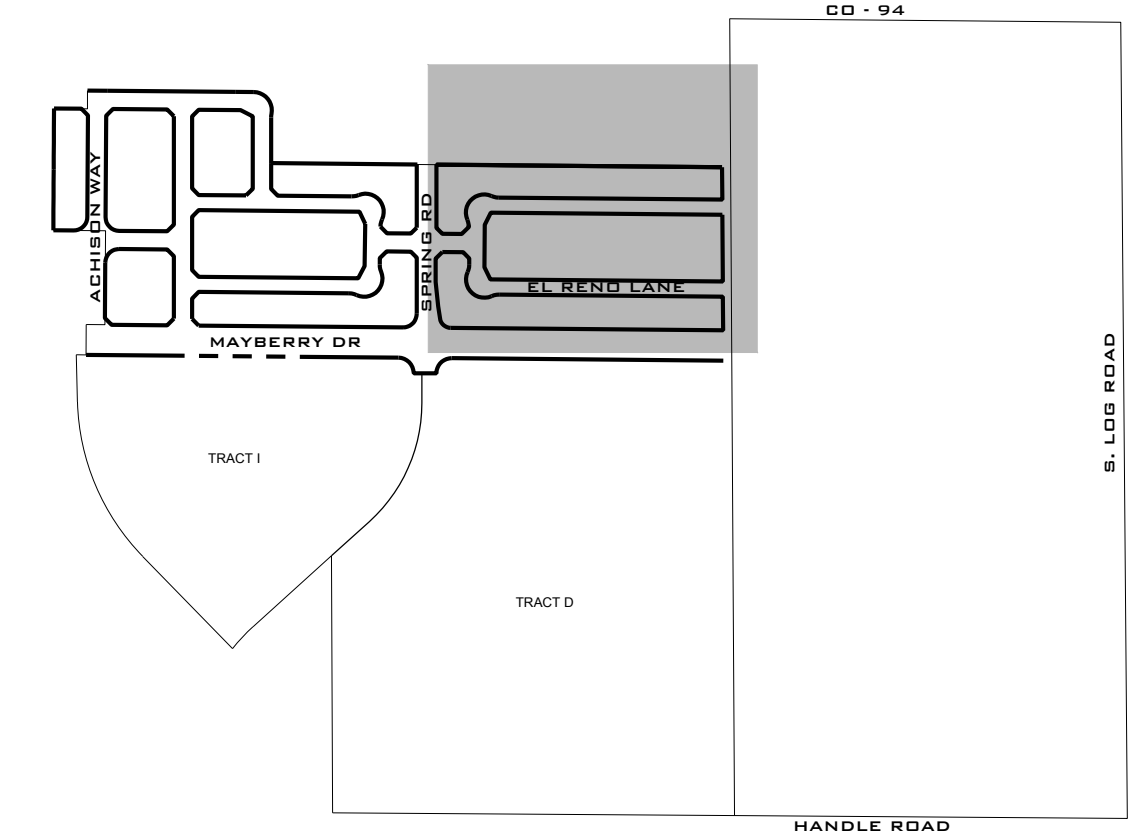 CO - 94
ACHISON WAY
SPRING RD
EL RENO LANE
MAYBERRY DR
S. LOG ROAD
TRACT I
TRACT D
HANDLE ROAD